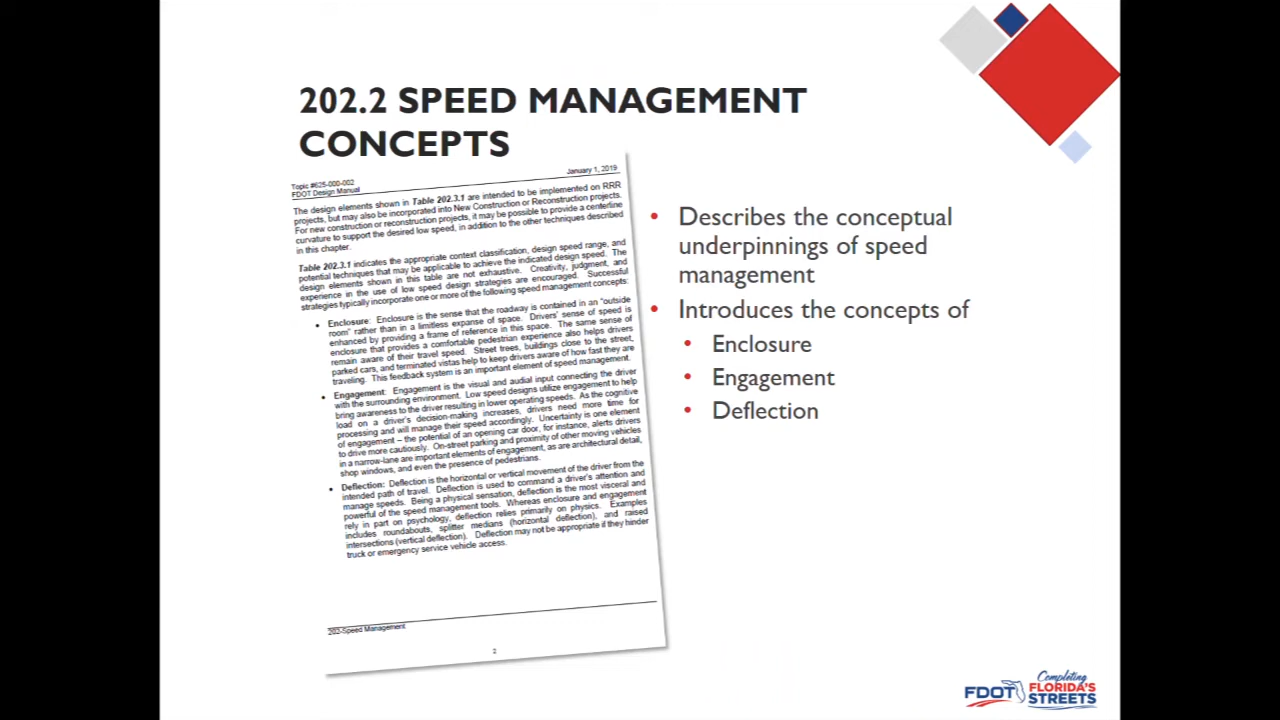 202.2 SPEED MANAGEMENT
CONCEPTS
Topic #625-000-002
FDOT Design Manual
January 1, 2019
The design elements shown in Table 202.3.1 are intended to be implemented on RRR
projects, but may also be incorporated into New Construction or Reconstruction projects.
For new construction or reconstruction projects, it may be possible to provide a centerline
curvature to support the desired low speed, in addition to the other techniques described
in this chapter.
Table 202.3.1 indicates the appropriate context classification, design speed range, and
potential techniques that may be applicable to achieve the indicated design speed. The
design elements shown in this table are not exhaustive. Creativity, judgment, and
experience in the use of low speed design strategies are encouraged. Successful
strategies typically incorporate one or more of the following speed management concepts:
• Enclosure: Enclosure is the sense that the roadway is contained in an “outside
room” rather than in a limitless expanse of space. Drivers’ sense of speed is
enhanced by providing a frame of reference in this space. The same sense of
enclosure that provides a comfortable pedestrian experience also helps drivers
remain aware of their travel speed. Street trees, buildings close to the street,
parked cars, and terminated vistas help to keep drivers aware of how fast they are
traveling. This feedback system is an important element of speed management.
• Engagement: Engagement is the visual and audial input connecting the driver
with the surrounding environment. Low speed designs utilize engagement to help
bring awareness to the driver resulting in lower operating speeds. As the cognitive
load on a driver’s decision-making increases, drivers need more time for
processing and will manage their speed accordingly. Uncertainty is one element
of engagement – the potential of an opening car door, for instance, alerts drivers
to drive more cautiously. On-street parking and proximity of other moving vehicles
in a narrow-lane are important elements of engagement, as are architectural detail,
shop windows, and even the presence of pedestrians.
• Deflection: Deflection is the horizontal or vertical movement of the driver from the
intended path of travel. Deflection is used to command a driver’s attention and
manage speeds. Being a physical sensation, deflection is the most visceral and
powerful of the speed management tools. Whereas enclosure and engagement
rely in part on psychology, deflection relies primarily on physics. Examples
includes roundabouts, splitter medians (horizontal deflection), and raised
intersections (vertical deflection). Deflection may not be appropriate if they hinder
truck or emergency service vehicle access.
202-Speed Management
2
• Describes the conceptual
underpinnings of speed
management
• Introduces the concepts of
• Enclosure
• Engagement
• Deflection
FDOT
Completing
FLORIDA'S
STREETS